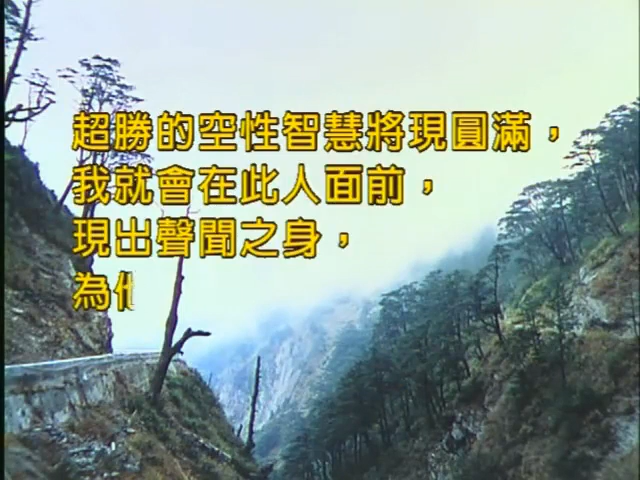 超勝的空性智慧將現圓滿，
我就會在此人面前，
現出聲聞之身，
為